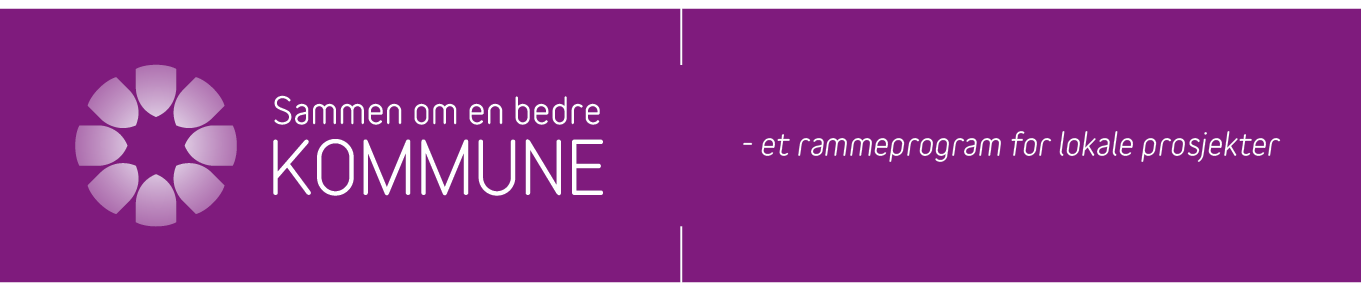 Sammen om en bedre
KOMMUNE
- et rammeprogram for lokale prosjekter